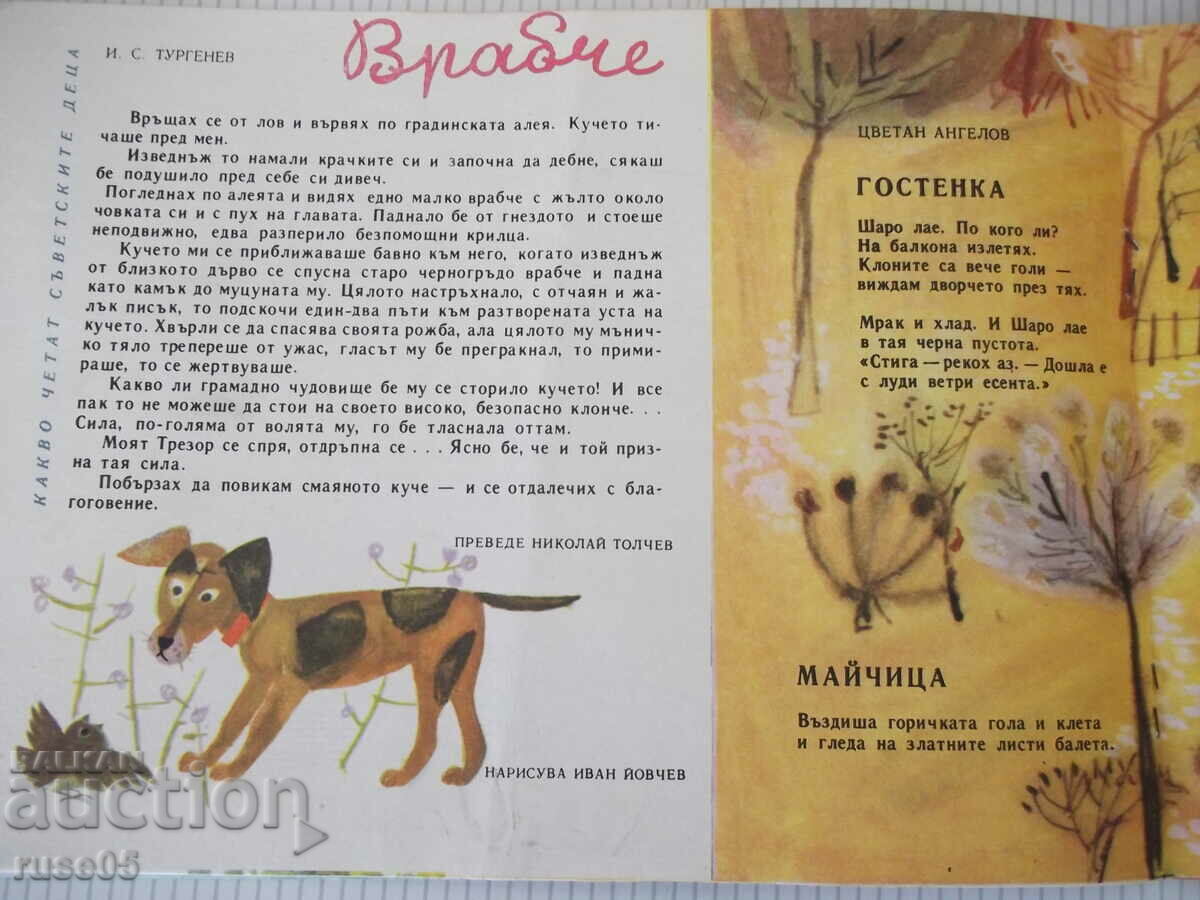 КАКВО ЧЕТАТ СЪВЕТСКИТЕ ДЕЦА
И. С. ТУРГЕНЕВ
Врабче
Връщах се от лов и вървях по градинската алея. Кучето ти-
чаше пред мен.
Изведнъж то намали крачките си и започна да дебне, сякаш
бе подушило пред себе си дивеч.
Погледнах по алеята и видях едно малко врабче с жълто около
човката си и с пух на главата. Паднало бе от гнездото и стоеше
неподвижно, едва разперило безпомощни крилца.
Кучето ми се приближаваше бавно към него, когато изведнъж
от близкото дърво се спусна старо черногръдо врабче и падна
като камък до муцуната му. Цялото настръхнало, с отчаян и жа-
лък писък, то подскочи един-два пъти към разтворената уста на
кучето. Хвърли се да спасява своята рожба, ала цялото му мънич-
ко тяло трепереше от ужас, гласът му бе прегракнал, то прими-
раше, то се жертвуваше.
Какво ли грамадно чудовище бе му се сторило кучето! И все
пак то не можеше да стои на своето високо, безопасно клонче. . .
Сила, по-голяма от волята му, го бе тласнала оттам.
Моят Трезор се спря, отдръпна се . . . Ясно бе, че и той приз-
на тая сила.
Побързах да повикам смаяното куче — и се отдалечих с бла-
гоговение.
ПРЕВЕДЕ НИКОЛАЙ ТОЛЧЕВ
НАРИСУВА ИВАН ЙОВЧЕВ
ЦВЕТАН АНГЕЛОВ
ГОСТЕНКА
Шаро лае. По кого ли?
На балкона излетях.
Клоните са вече голи —
виждам дворчето през тях.
Мрак и хлад. И Шаро лае
в тая черна пустота.
«Стига — рекох аз. — Дошла е
с луди ветри есента.»
МАЙЧИЦА
Въздиша горичката гола и клета
и гледа на златните листи балета.
BALKAN
auction
ruse05